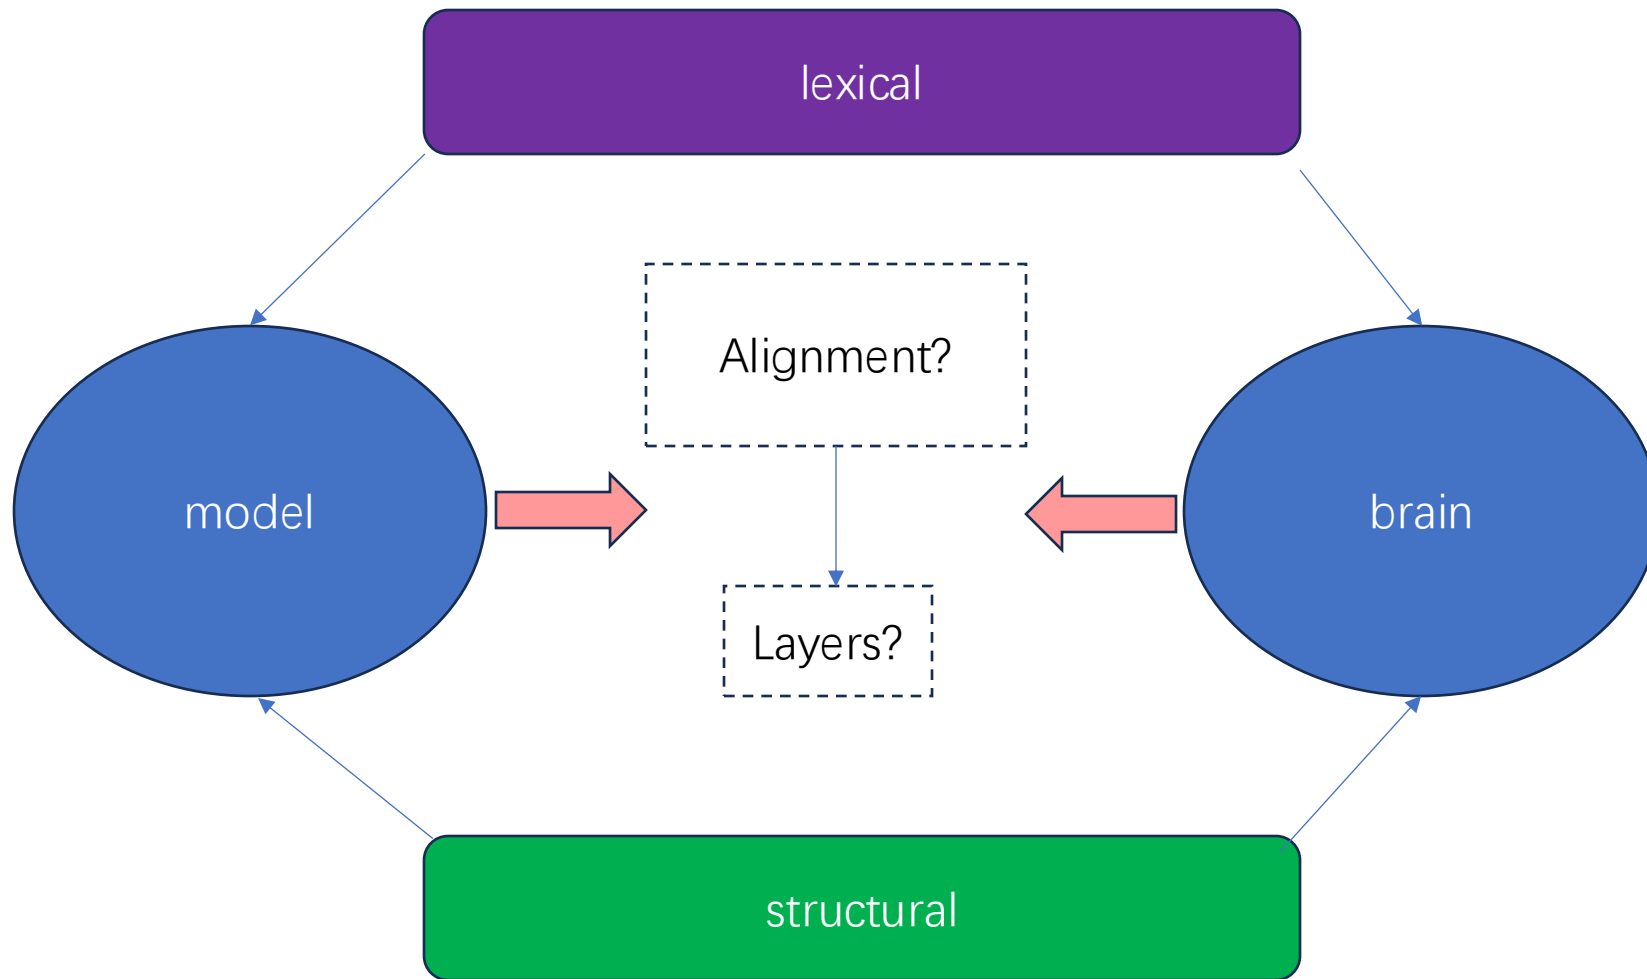 lexical
Alignment?
model
brain
Layers?
structural